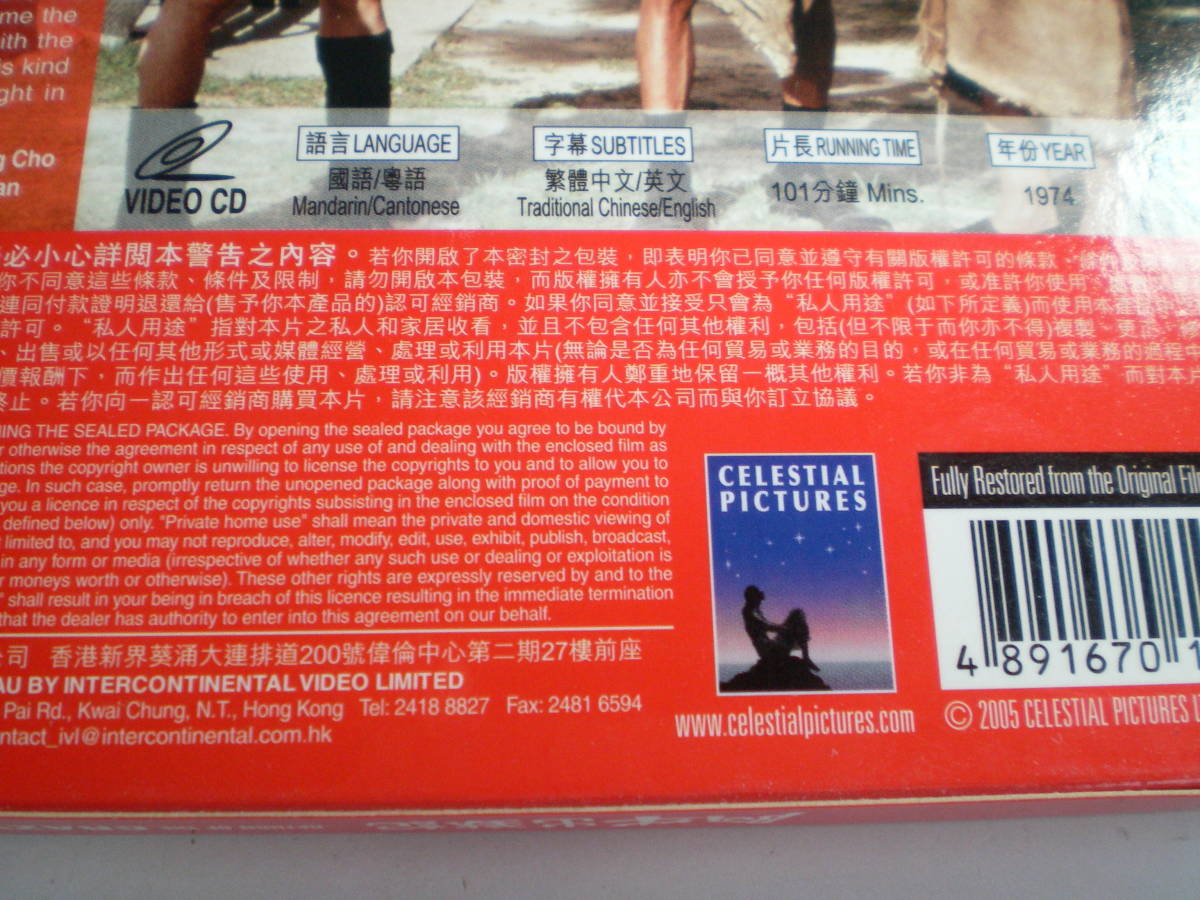 me the
ith the
is kind
ght in
g Cho
an
VIDEO CD
語言 LANGUAGE
國語/粵語
Mandarin/Cantonese
字幕 SUBTITLES
繁體中文/英文
Traditional Chinese/English
片長 RUNNING TIME
101分鐘 Mins.
年份 YEAR
1974
必小心詳閱本警告之內容。若你開啟了本密封之包裝，即表明你已同意並遵守有關版權許可的條款、條件
你不同意這些條款、條件及限制，請勿開啟本包裝，而版權擁有人亦不會授予你任何版權許可，或准許你使用
連同付款證明退還給(售予你本產品的)認可經銷商。如果你同意並接受只會為“私人用途”(如下所定義)而使用本
許可。“私人用途”指對本片之私人和家居收看，並且不包含任何其他權利，包括(但不限于而你亦不得)複製、更正、
、出售或以任何其他形式或媒體經營、處理或利用本片(無論是否為任何貿易或業務的目的，或在任何貿易或業務的過程中
價報酬下，而作出任何這些使用、處理或利用)。版權擁有人鄭重地保留一概其他權利。若你非為“私人用途”而對本
終止。若你向一認可經銷商購買本片，請注意該經銷商有權代本公司而與你訂立協議。
NING THE SEALED PACKAGE. By opening the sealed package you agree to be bound by
r otherwise the agreement in respect of any use of and dealing with the enclosed film as
tions the copyright owner is unwilling to license the copyrights to you and to allow you to
ge. In such case, promptly return the unopened package along with proof of payment to
you a licence in respect of the copyrights subsisting in the enclosed film on the condition
defined below) only. "Private home use" shall mean the private and domestic viewing of
t limited to, and you may not reproduce, alter, modify, edit, use, exhibit, publish, broadcast,
in any form or media (irrespective of whether any such use or dealing or exploitation is
r moneys worth or otherwise). These other rights are expressly reserved by and to the
" shall result in your being in breach of this licence resulting in the immediate termination
that the dealer has authority to enter into this agreement on our behalf.
公司 香港新界葵涌大連排道200號偉倫中心第二期27樓前座
AU BY INTERCONTINENTAL VIDEO LIMITED
Pai Rd., Kwai Chung, N.T., Hong Kong Tel: 2418 8827 Fax: 2481 6594
ntact_ivl@intercontinental.com.hk
CELESTIAL
PICTURES
www.celestialpictures.com
Fully Restored from the Original Fil
4 891670 1
© 2005 CELESTIAL PICTURES